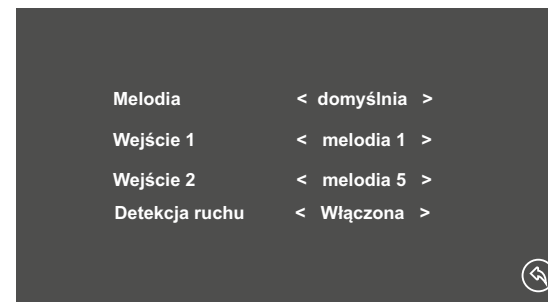 Melodia < domyślnia >
Wejście 1 < melodia 1 >
Wejście 2 < melodia 5 >
Detekcja ruchu < Włączona >